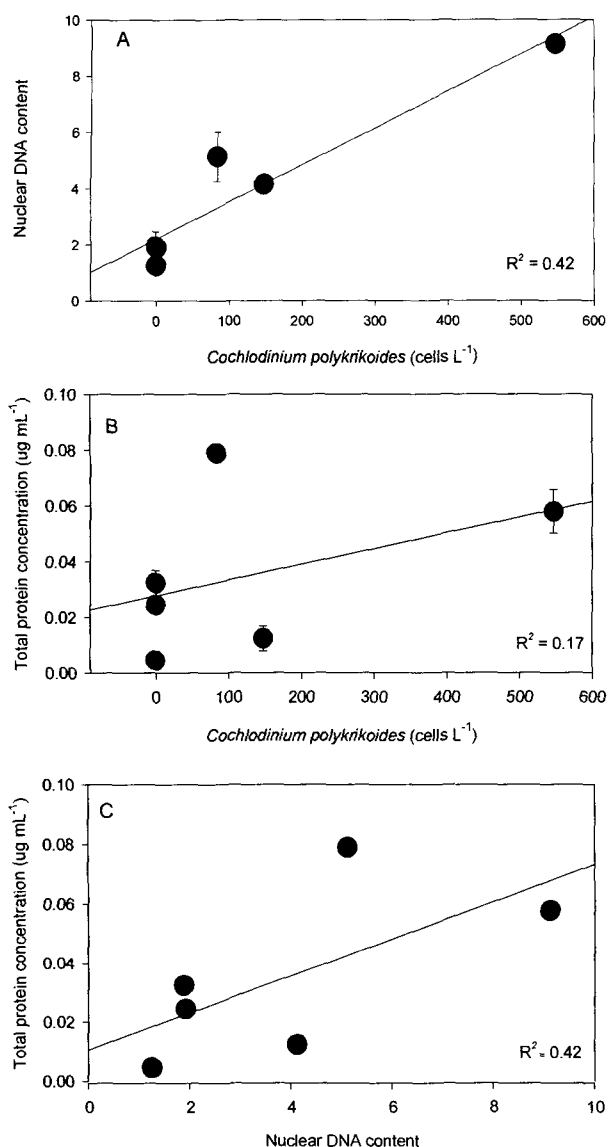 A
10
8
6
4
2
0
Nuclear DNA content
R² = 0.42
0 100 200 300 400 500 600
Cochlodinium polykrikoides (cells L⁻¹)
B
0.10
0.08
0.06
0.04
0.02
0.00
Total protein concentration (ug mL⁻¹)
R² = 0.17
0 100 200 300 400 500 600
Cochlodinium polykrikoides (cells L⁻¹)
C
0.10
0.08
0.06
0.04
0.02
0.00
Total protein concentration (ug mL⁻¹)
R² = 0.42
0 2 4 6 8 10
Nuclear DNA content